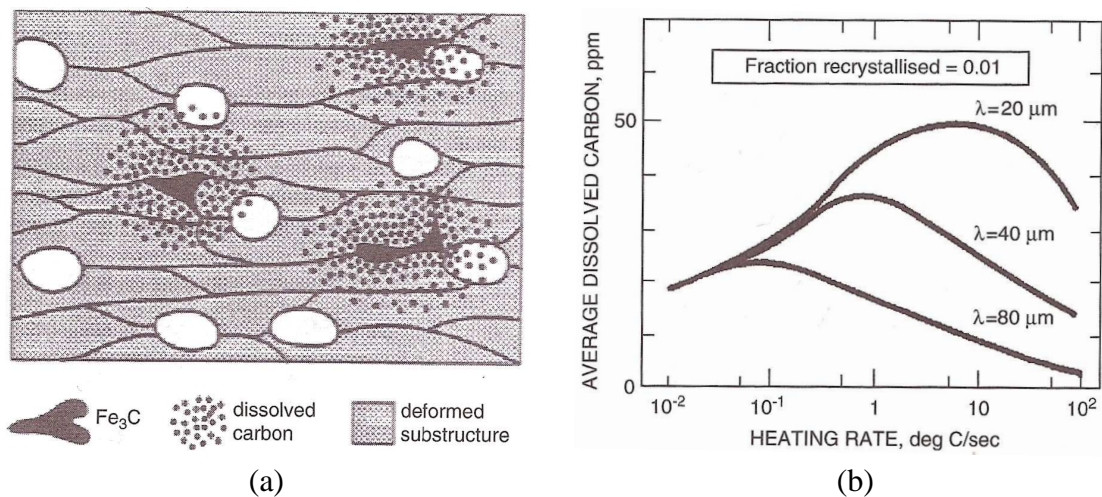 Fe₃C
dissolved
carbon
deformed
substructure
(a)
AVERAGE DISSOLVED CARBON, ppm
50
0
Fraction recrystallised = 0.01
λ=20 μm
λ=40 μm
λ=80 μm
10⁻² 10⁻¹ 1 10 10²
HEATING RATE, deg C/sec
(b)